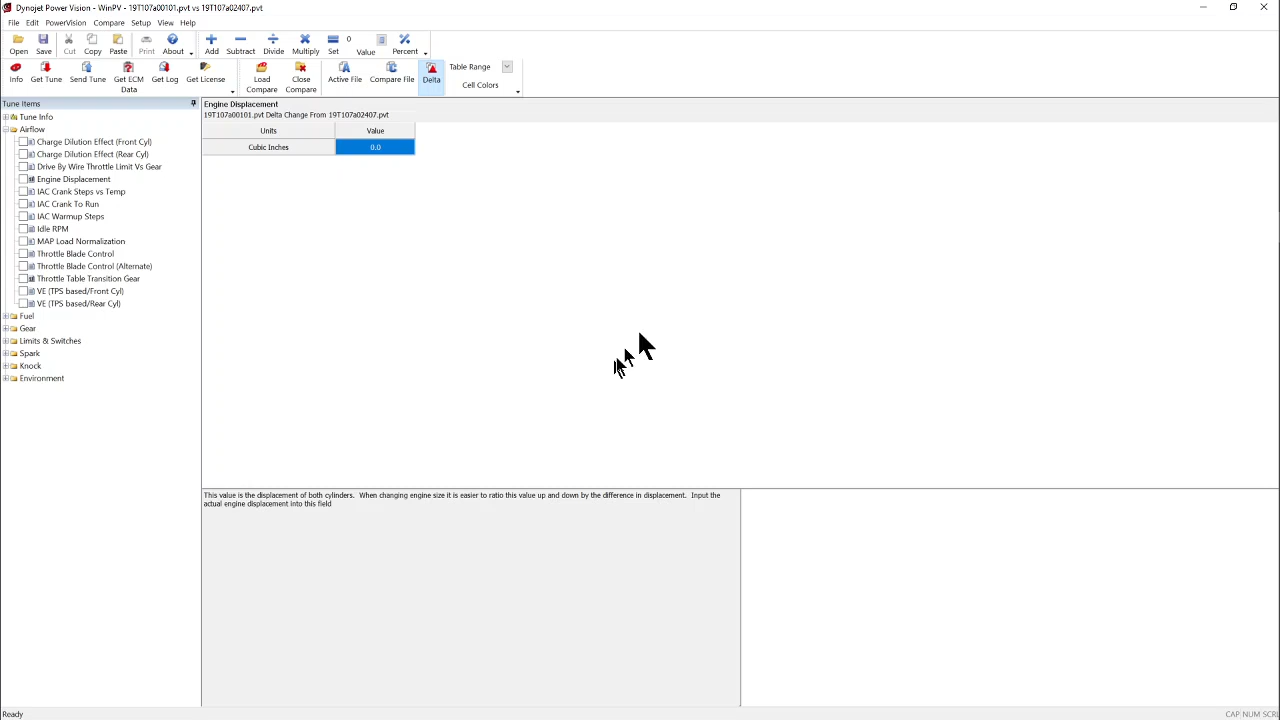 Dynojet Power Vision - WinPV - 19T107a00101.pvt vs 19T107a02407.pvt
File Edit PowerVision Compare Setup View Help
Open Save Cut Copy Paste Print About Add Subtract Divide Multiply Set 0 Value Percent
Info Get Tune Send Tune Get ECM Data Get Log Get License Load Compare Close Compare Active File Compare File Delta Table Range Cell Colors
Tune Items
Tune Info
Airflow
Charge Dilution Effect (Front Cyl)
Charge Dilution Effect (Rear Cyl)
Drive By Wire Throttle Limit Vs Gear
Engine Displacement
IAC Crank Steps vs Temp
IAC Crank To Run
IAC Warmup Steps
Idle RPM
MAP Load Normalization
Throttle Blade Control
Throttle Blade Control (Alternate)
Throttle Table Transition Gear
VE (TPS based/Front Cyl)
VE (TPS based/Rear Cyl)
Fuel
Gear
Limits & Switches
Spark
Knock
Environment
Engine Displacement
19T107a00101.pvt Delta Change From 19T107a02407.pvt
Units Value
Cubic Inches 0.0
This value is the displacement of both cylinders. When changing engine size it is easier to ratio this value up and down by the difference in displacement. Input the
actual engine displacement into this field
Ready
CAP NUM SCRL